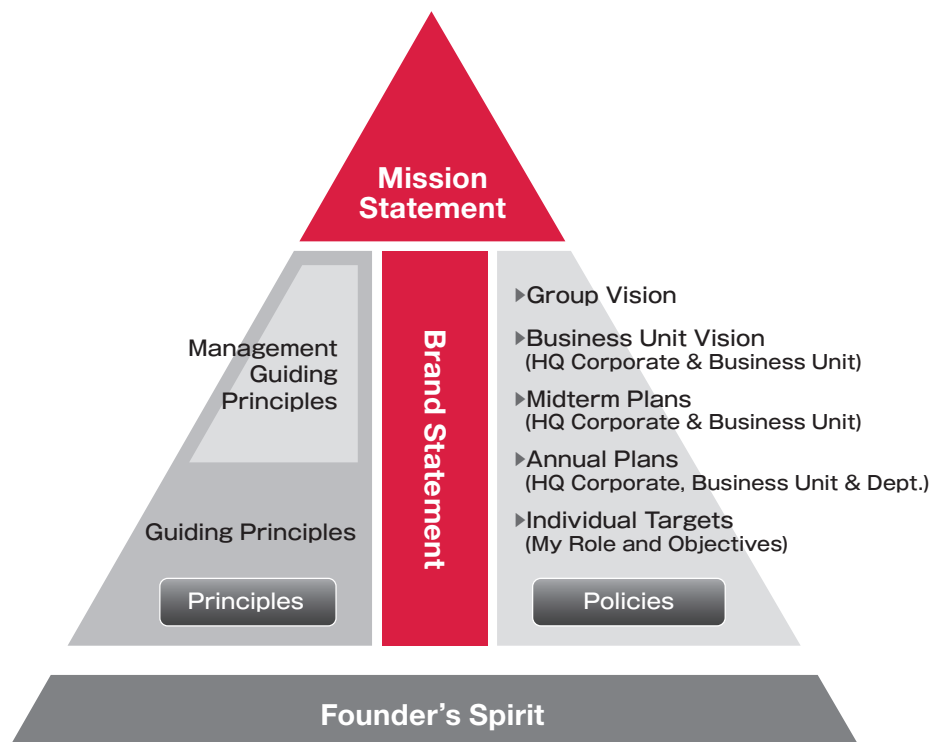 Mission
Statement
Management
Guiding
Principles
Guiding Principles
Principles
Brand Statement
▶Group Vision
▶Business Unit Vision
(HQ Corporate & Business Unit)
▶Midterm Plans
(HQ Corporate & Business Unit)
▶Annual Plans
(HQ Corporate, Business Unit & Dept.)
▶Individual Targets
(My Role and Objectives)
Policies
Founder’s Spirit